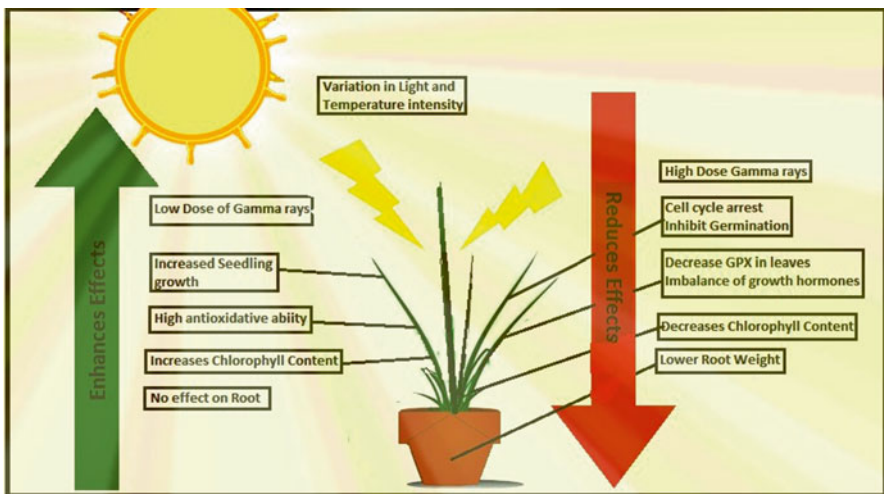 Variation in Light and
Temperature intensity
Enhances Effects
Low Dose of Gamma rays
Increased Seedling
growth
High antioxidative abiity
Increases Chlorophyll Content
No effect on Root
Reduces Effects
High Dose Gamma rays
Cell cycle arrest
Inhibit Germination
Decrease GPX in leaves
Imbalance of growth hormones
Decreases Chlorophyll Content
Lower Root Weight